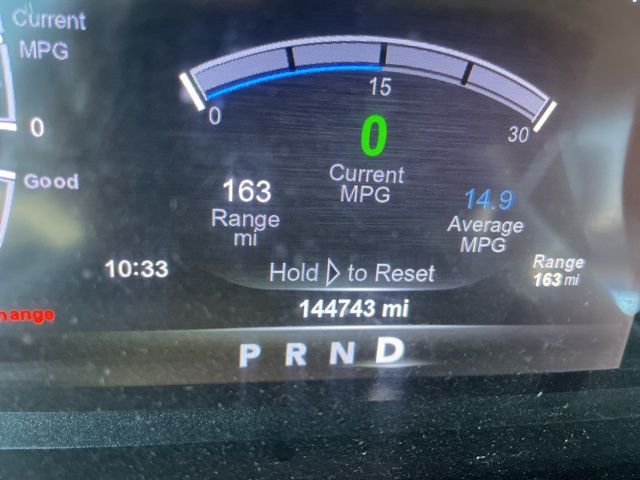 Current
MPG
0
Good
0
15
30
0
Current
MPG
163
Range
mi
14.9
Average
MPG
10:33
Hold ▷ to Reset
Range
163 mi
144743 mi
P R N D